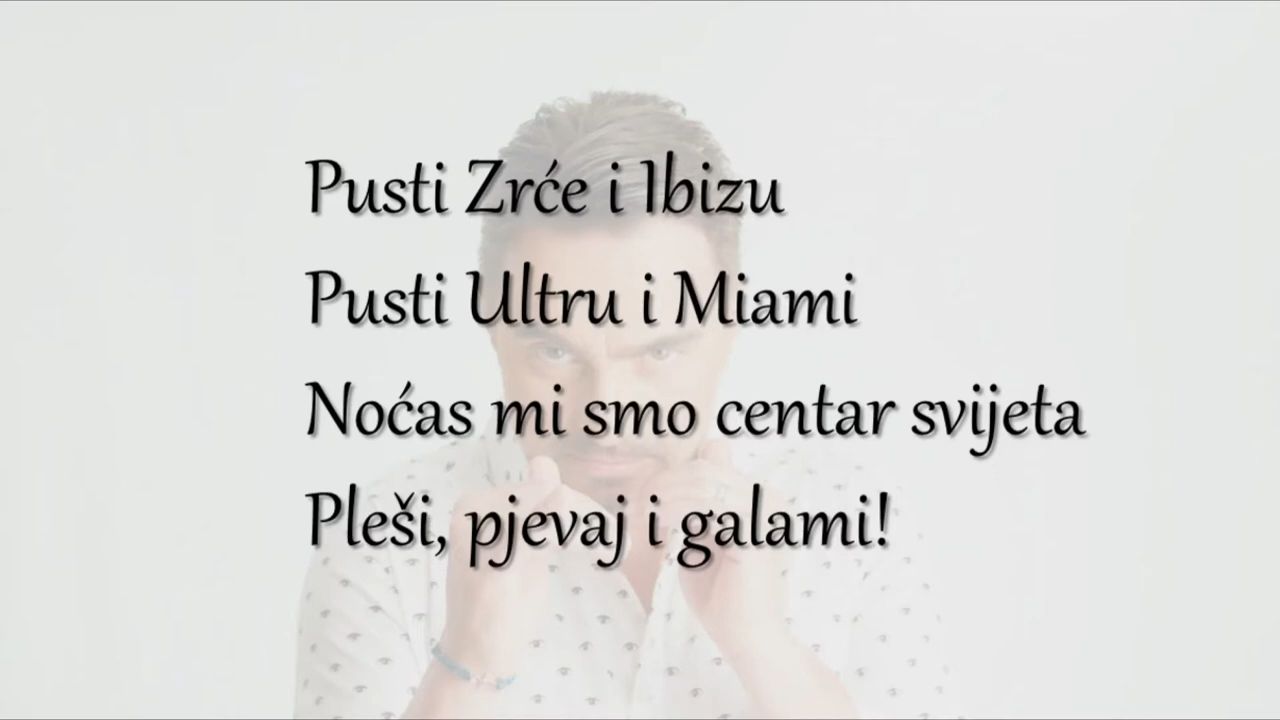 Pusti Zrće i Ibizu
Pusti Ultru i Miami
Noćas mi smo centar svijeta
Pleši, pjevaj i galami!